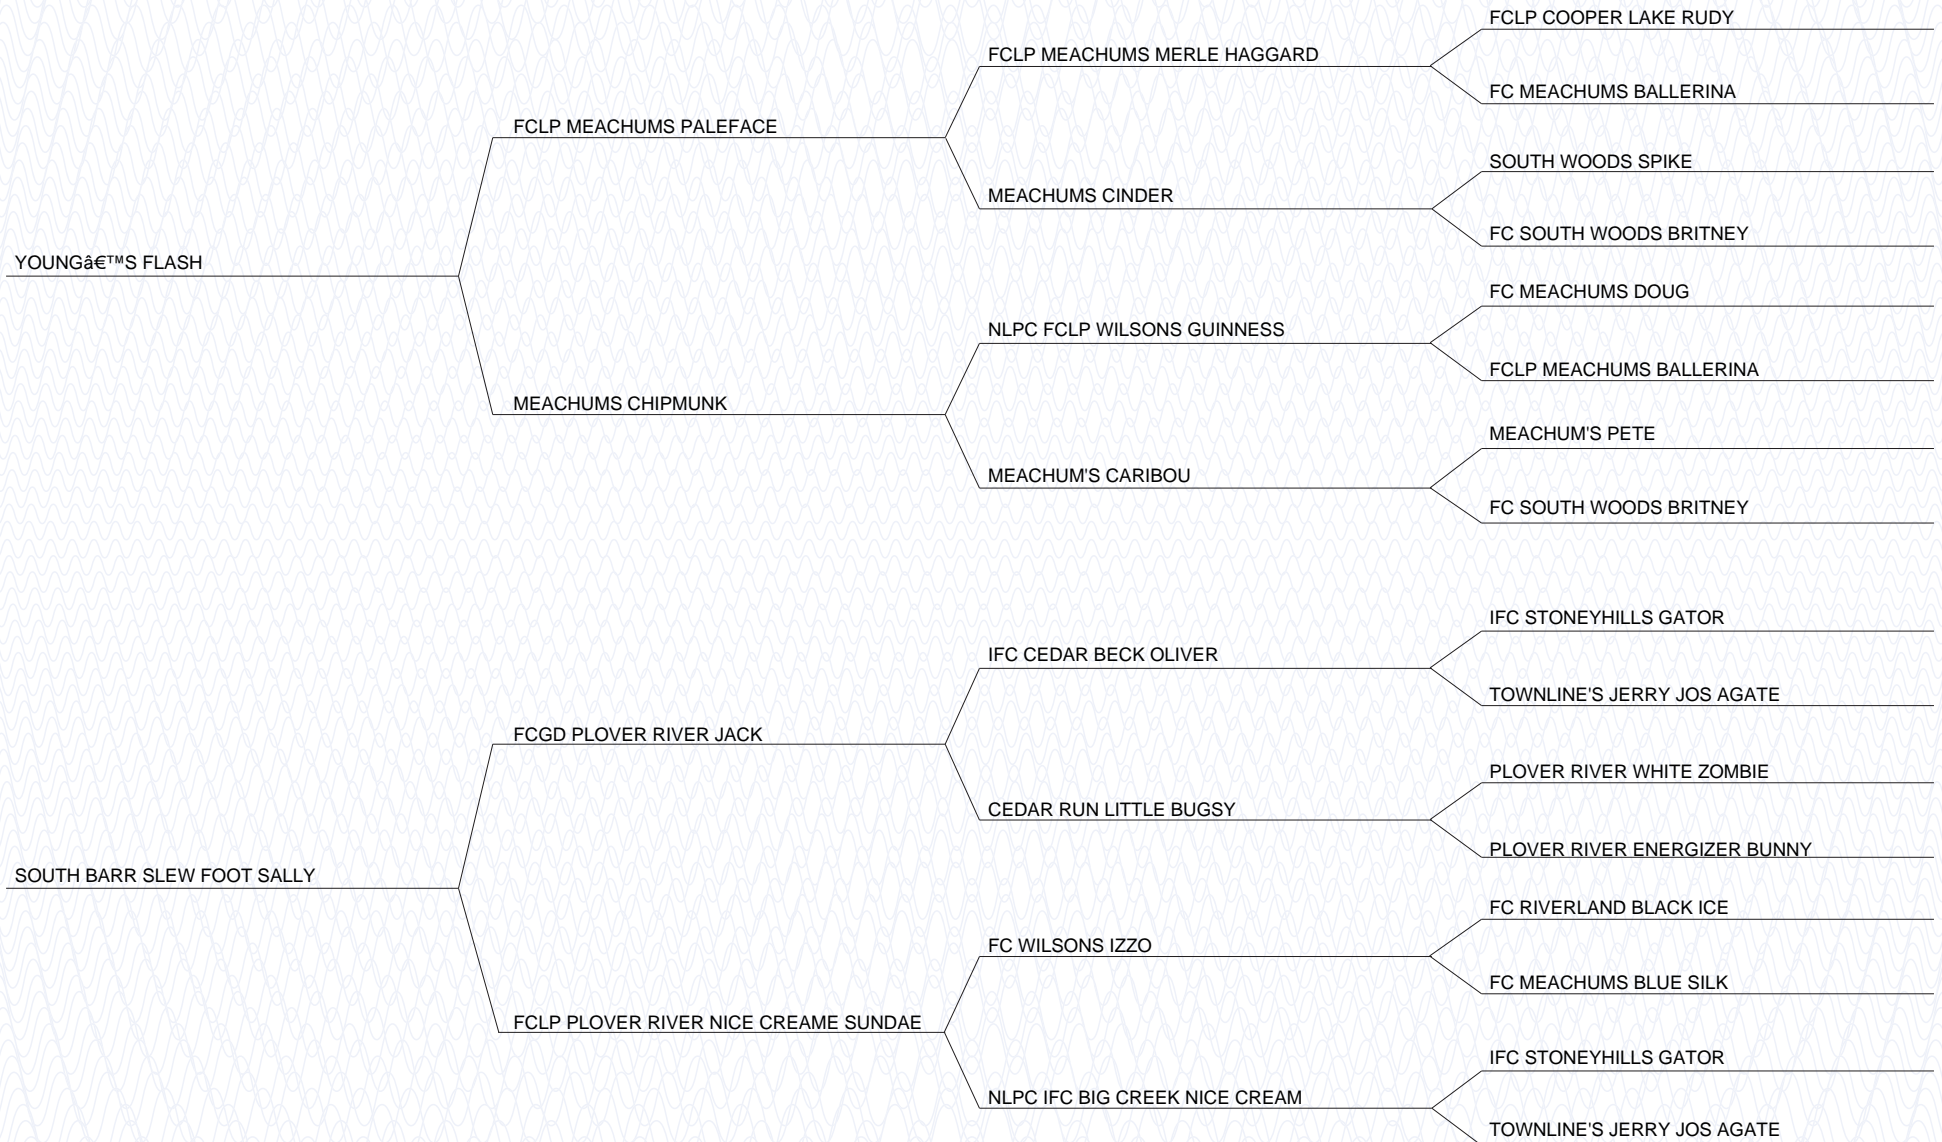 FCLP COOPER LAKE RUDY
FCLP MEACHUMS MERLE HAGGARD
FC MEACHUMS BALLERINA
FCLP MEACHUMS PALEFACE
SOUTH WOODS SPIKE
MEACHUMS CINDER
FC SOUTH WOODS BRITNEY
YOUNGâ€™S FLASH
FC MEACHUMS DOUG
NLPC FCLP WILSONS GUINNESS
FCLP MEACHUMS BALLERINA
MEACHUMS CHIPMUNK
MEACHUM'S PETE
MEACHUM'S CARIBOU
FC SOUTH WOODS BRITNEY
IFC STONEYHILLS GATOR
IFC CEDAR BECK OLIVER
TOWNLINE'S JERRY JOS AGATE
FCGD PLOVER RIVER JACK
PLOVER RIVER WHITE ZOMBIE
CEDAR RUN LITTLE BUGSY
PLOVER RIVER ENERGIZER BUNNY
SOUTH BARR SLEW FOOT SALLY
FC RIVERLAND BLACK ICE
FC WILSONS IZZO
FC MEACHUMS BLUE SILK
FCLP PLOVER RIVER NICE CREAME SUNDAE
IFC STONEYHILLS GATOR
NLPC IFC BIG CREEK NICE CREAM
TOWNLINE'S JERRY JOS AGATE